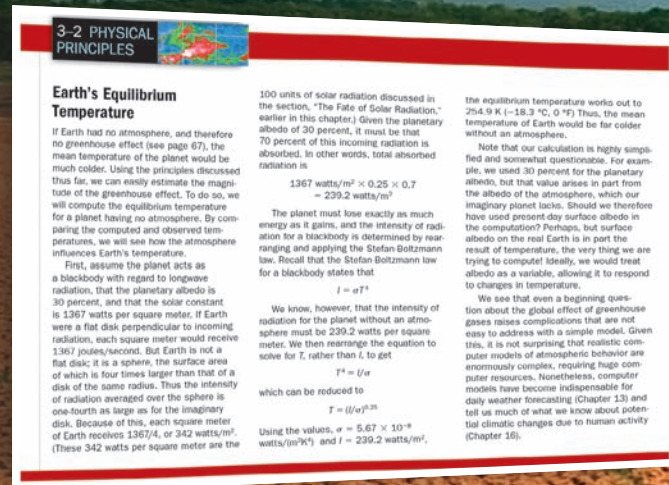 3–2 PHYSICAL
PRINCIPLES
Earth's Equilibrium
Temperature
If Earth had no atmosphere, and therefore
no greenhouse effect (see page 67), the
mean temperature of the planet would be
much colder. Using the principles discussed
thus far, we can easily estimate the magni-
tude of the greenhouse effect. To do so, we
will compute the equilibrium temperature
for a planet having no atmosphere. By com-
paring the computed and observed tem-
peratures, we will see how the atmosphere
influences Earth's temperature.
First, assume the planet acts as
a blackbody with regard to longwave
radiation, that the planetary albedo is
30 percent, and that the solar constant
is 1367 watts per square meter. If Earth
were a flat disk perpendicular to incoming
radiation, each square meter would receive
1367 joules/second. But Earth is not a
flat disk; it is a sphere, the surface area
of which is four times larger than that of a
disk of the same radius. Thus the intensity
of radiation averaged over the sphere is
one-fourth as large as for the imaginary
disk. Because of this, each square meter
of Earth receives 1367/4, or 342 watts/m².
(These 342 watts per square meter are the
100 units of solar radiation discussed in
the section, "The Fate of Solar Radiation,"
earlier in this chapter.) Given the planetary
albedo of 30 percent, it must be that
70 percent of this incoming radiation is
absorbed. In other words, total absorbed
radiation is
1367 watts/m² × 0.25 × 0.7
= 239.2 watts/m²
The planet must lose exactly as much
energy as it gains, and the intensity of radi-
ation for a blackbody is determined by rear-
ranging and applying the Stefan-Boltzmann
law. Recall that the Stefan Boltzmann law
for a blackbody states that
I = σT⁴
We know, however, that the intensity of
radiation for the planet without an atmo-
sphere must be 239.2 watts per square
meter. We then rearrange the equation to
solve for T, rather than I, to get
T⁴ = I/σ
which can be reduced to
T = (I/σ)⁰·²⁵
Using the values, σ = 5.67 × 10⁻⁸
watts/(m²K⁴) and I = 239.2 watts/m²,
the equilibrium temperature works out to
254.9 K (−18.3 °C, 0 °F) Thus, the mean
temperature of Earth would be far colder
without an atmosphere.
Note that our calculation is highly simpli-
fied and somewhat questionable. For exam-
ple, we used 30 percent for the planetary
albedo, but that value arises in part from
the albedo of the atmosphere, which our
imaginary planet lacks. Should we therefore
have used present-day surface albedo in
the computation? Perhaps, but surface
albedo on the real Earth is in part the
result of temperature, the very thing we are
trying to compute! Ideally, we would treat
albedo as a variable, allowing it to respond
to changes in temperature.
We see that even a beginning ques-
tion about the global effect of greenhouse
gases raises complications that are not
easy to address with a simple model. Given
this, it is not surprising that realistic com-
puter models of atmospheric behavior are
enormously complex, requiring huge com-
puter resources. Nonetheless, computer
models have become indispensable for
daily weather forecasting (Chapter 13) and
tell us much of what we know about poten-
tial climatic changes due to human activity
(Chapter 16).